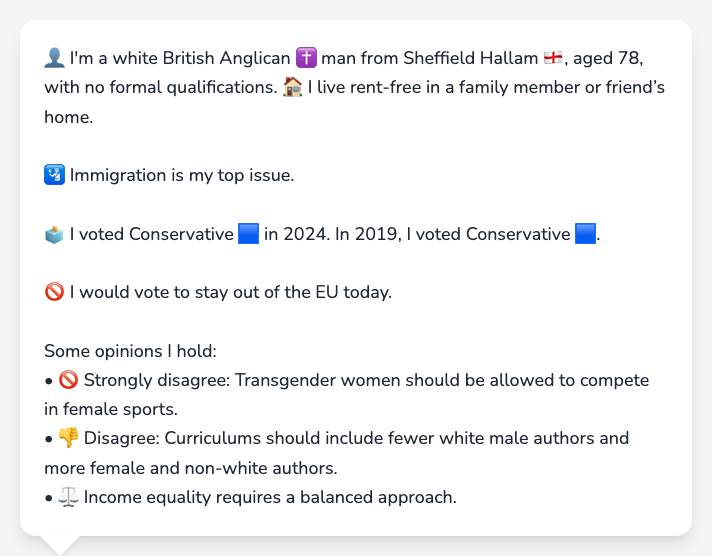 👤 I'm a white British Anglican ✝️ man from Sheffield Hallam 🏴󠁧󠁢󠁥󠁮󠁧󠁿, aged 78,
with no formal qualifications. 🏠 I live rent-free in a family member or friend’s
home.
🛂 Immigration is my top issue.
🗳️ I voted Conservative 🟦 in 2024. In 2019, I voted Conservative 🟦.
🚫 I would vote to stay out of the EU today.
Some opinions I hold:
• 🚫 Strongly disagree: Transgender women should be allowed to compete
in female sports.
• 👎 Disagree: Curriculums should include fewer white male authors and
more female and non-white authors.
• ⚖️ Income equality requires a balanced approach.